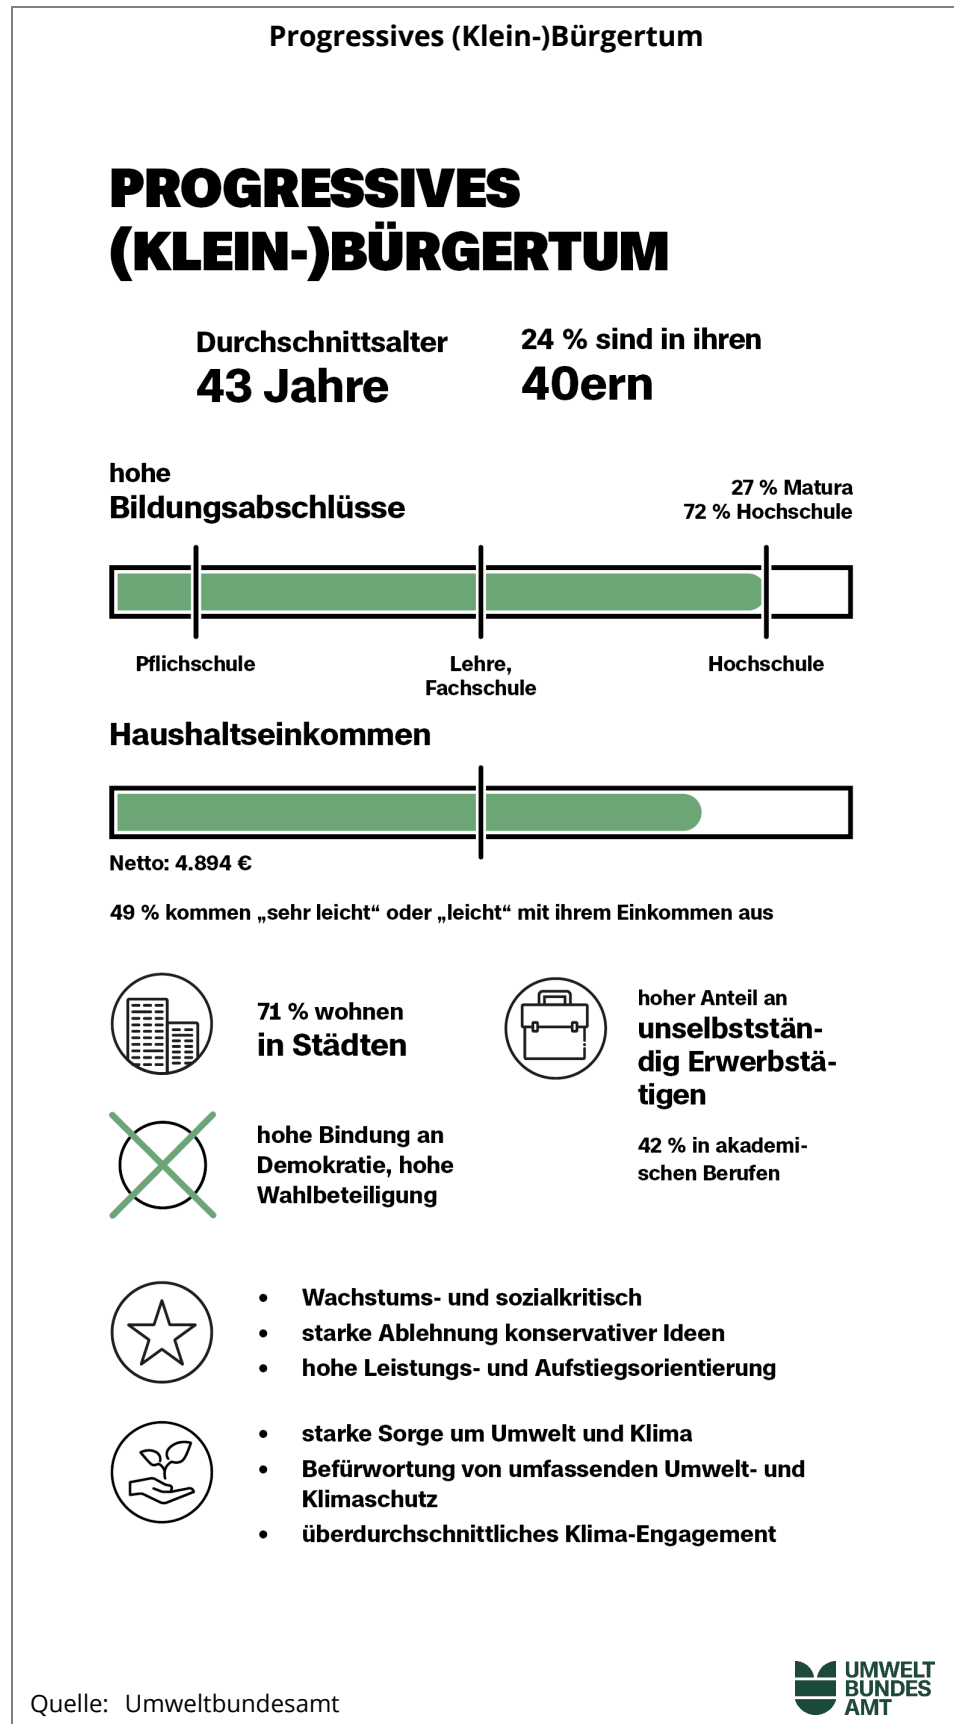 Progressives (Klein-)Bürgertum
PROGRESSIVES
(KLEIN-)BÜRGERTUM
Durchschnittsalter
43 Jahre
24 % sind in ihren
40ern
hohe
Bildungsabschlüsse
27 % Matura
72 % Hochschule
Pflichschule
Lehre,
Fachschule
Hochschule
Haushaltseinkommen
Netto: 4.894 €
49 % kommen „sehr leicht“ oder „leicht“ mit ihrem Einkommen aus
71 % wohnen
in Städten
hoher Anteil an
unselbststän-
dig Erwerbstä-
tigen
42 % in akademi-
schen Berufen
hohe Bindung an
Demokratie, hohe
Wahlbeteiligung
• Wachstums- und sozialkritisch
• starke Ablehnung konservativer Ideen
• hohe Leistungs- und Aufstiegsorientierung
• starke Sorge um Umwelt und Klima
• Befürwortung von umfassenden Umwelt- und
Klimaschutz
• überdurchschnittliches Klima-Engagement
Quelle: Umweltbundesamt
UMWELT
BUNDES
AMT